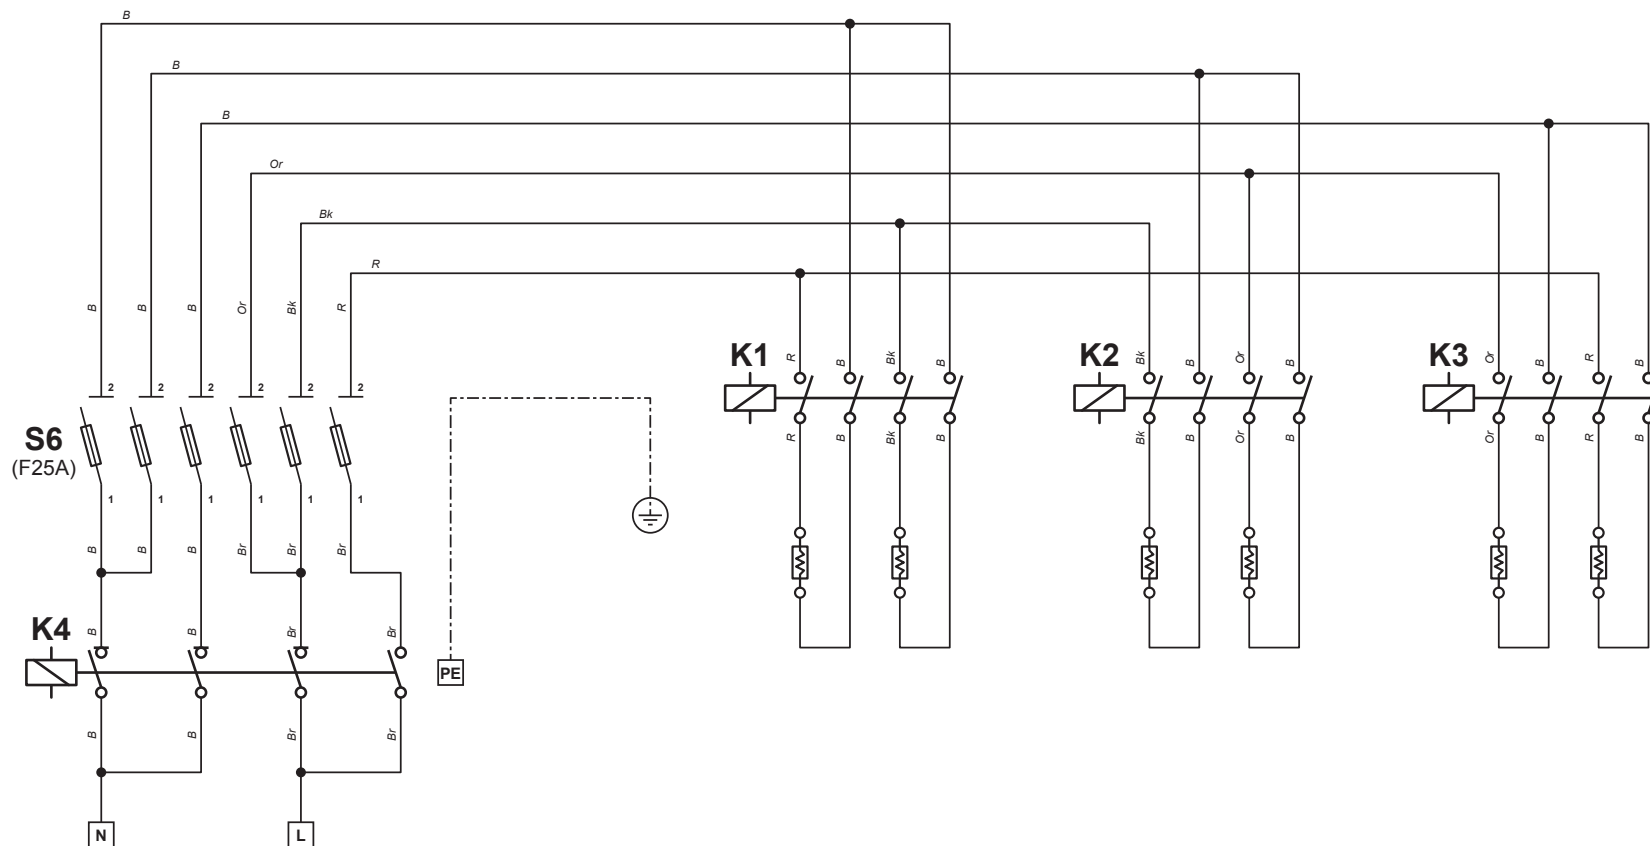 B
B
B
Or
Bk
R
B B B Or Bk R
K1 R B Bk B
K2 Bk B Or B
K3 Or B R B
2 2 2 2 2 2
S6
(F25A)
R B Bk B
Bk B Or B
Or B R B
1 1 1 1 1 1
B B B Br Br Br
K4
B B Br Br
PE
B B Br Br
N L